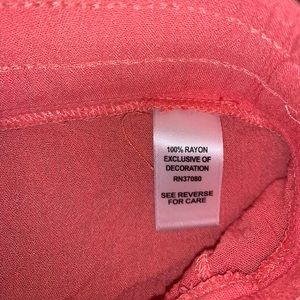 100% RAYON
EXCLUSIVE OF
DECORATION
RN37080
SEE REVERSE
FOR CARE